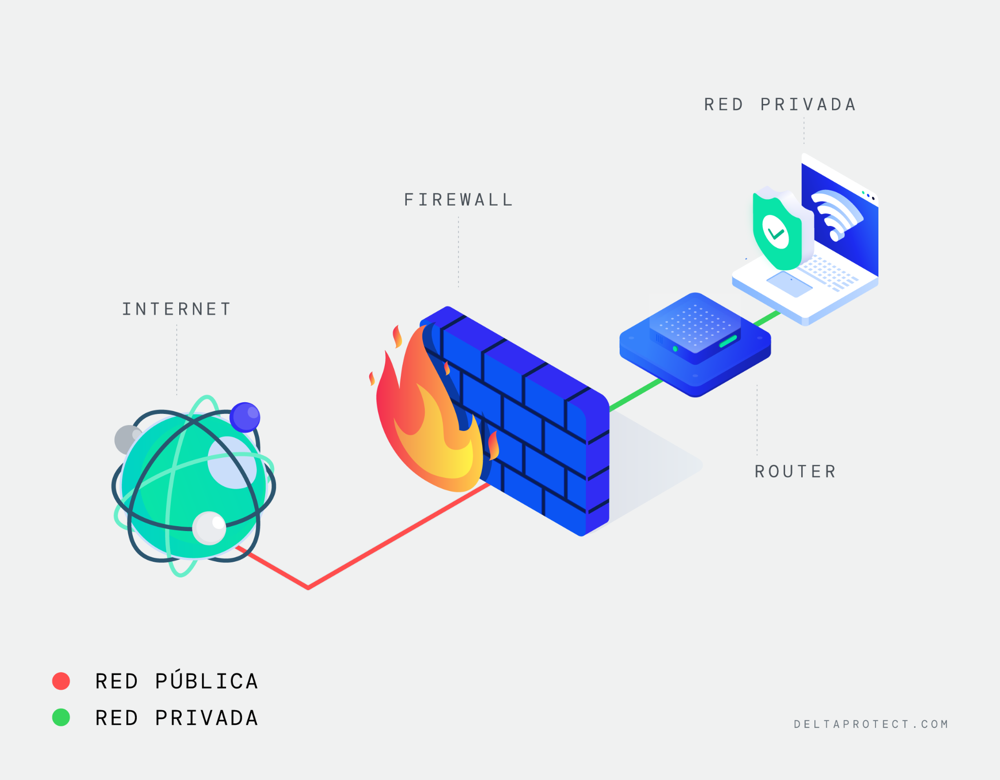 RED PRIVADA
FIREWALL
INTERNET
ROUTER
RED PÚBLICA
RED PRIVADA
DELTAPROTECT.COM